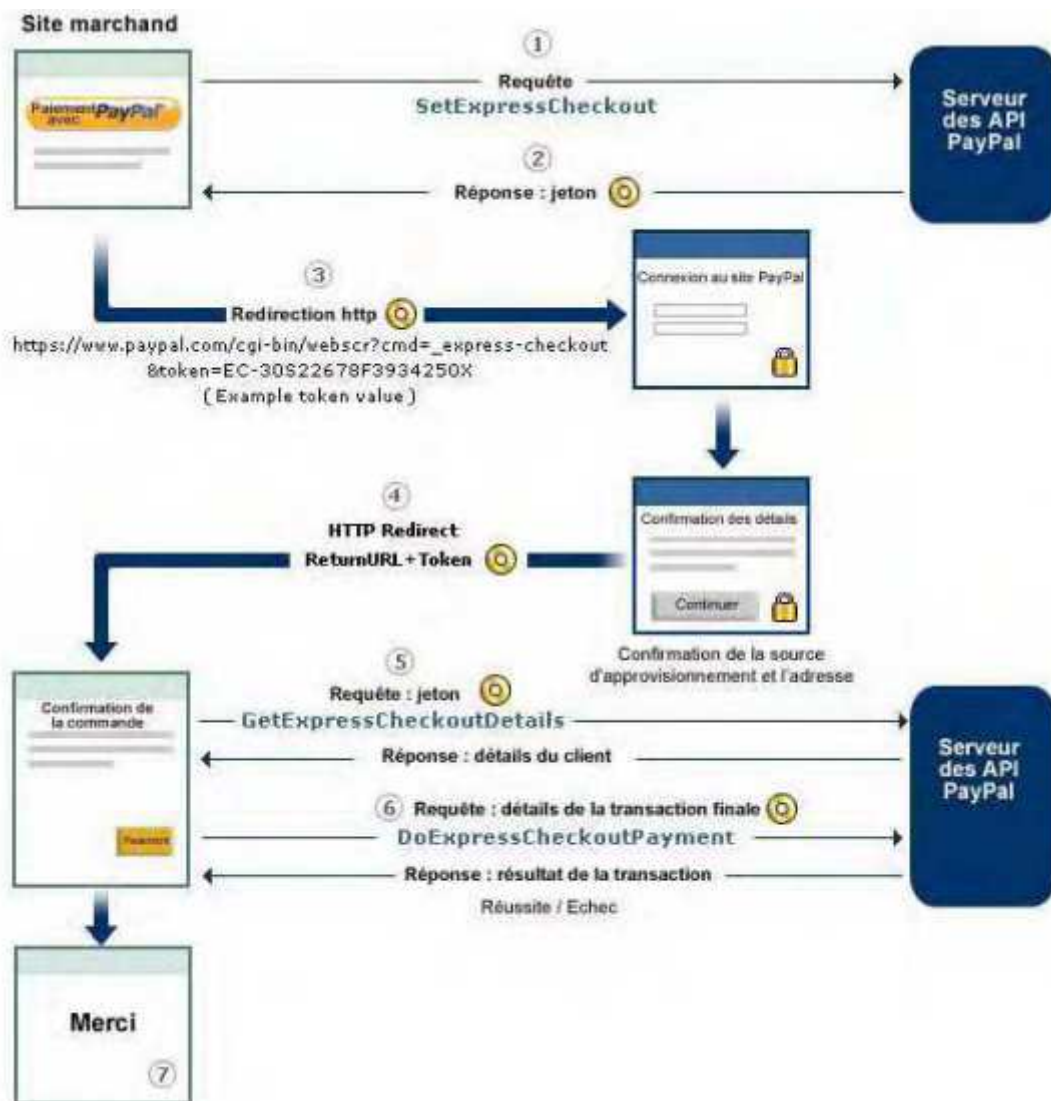 Site marchand
Paiement avec PayPal
①
Requête
SetExpressCheckout
Serveur
des API
PayPal
②
Réponse : jeton
③
Redirection http
https://www.paypal.com/cgi-bin/webscr?cmd=_express-checkout
&token=EC-30S22678F3934250X
( Example token value )
Connexion au site PayPal
④
HTTP Redirect
ReturnURL+Token
Confirmation des détails
Continuer
Confirmation de la source
d'approvisionnement et l'adresse
⑤
Requête : jeton
GetExpressCheckoutDetails
Réponse : détails du client
Confirmation de
la commande
⑥ Requête : détails de la transaction finale
DoExpressCheckoutPayment
Réponse : résultat de la transaction
Réussite / Echec
Serveur
des API
PayPal
Merci
⑦